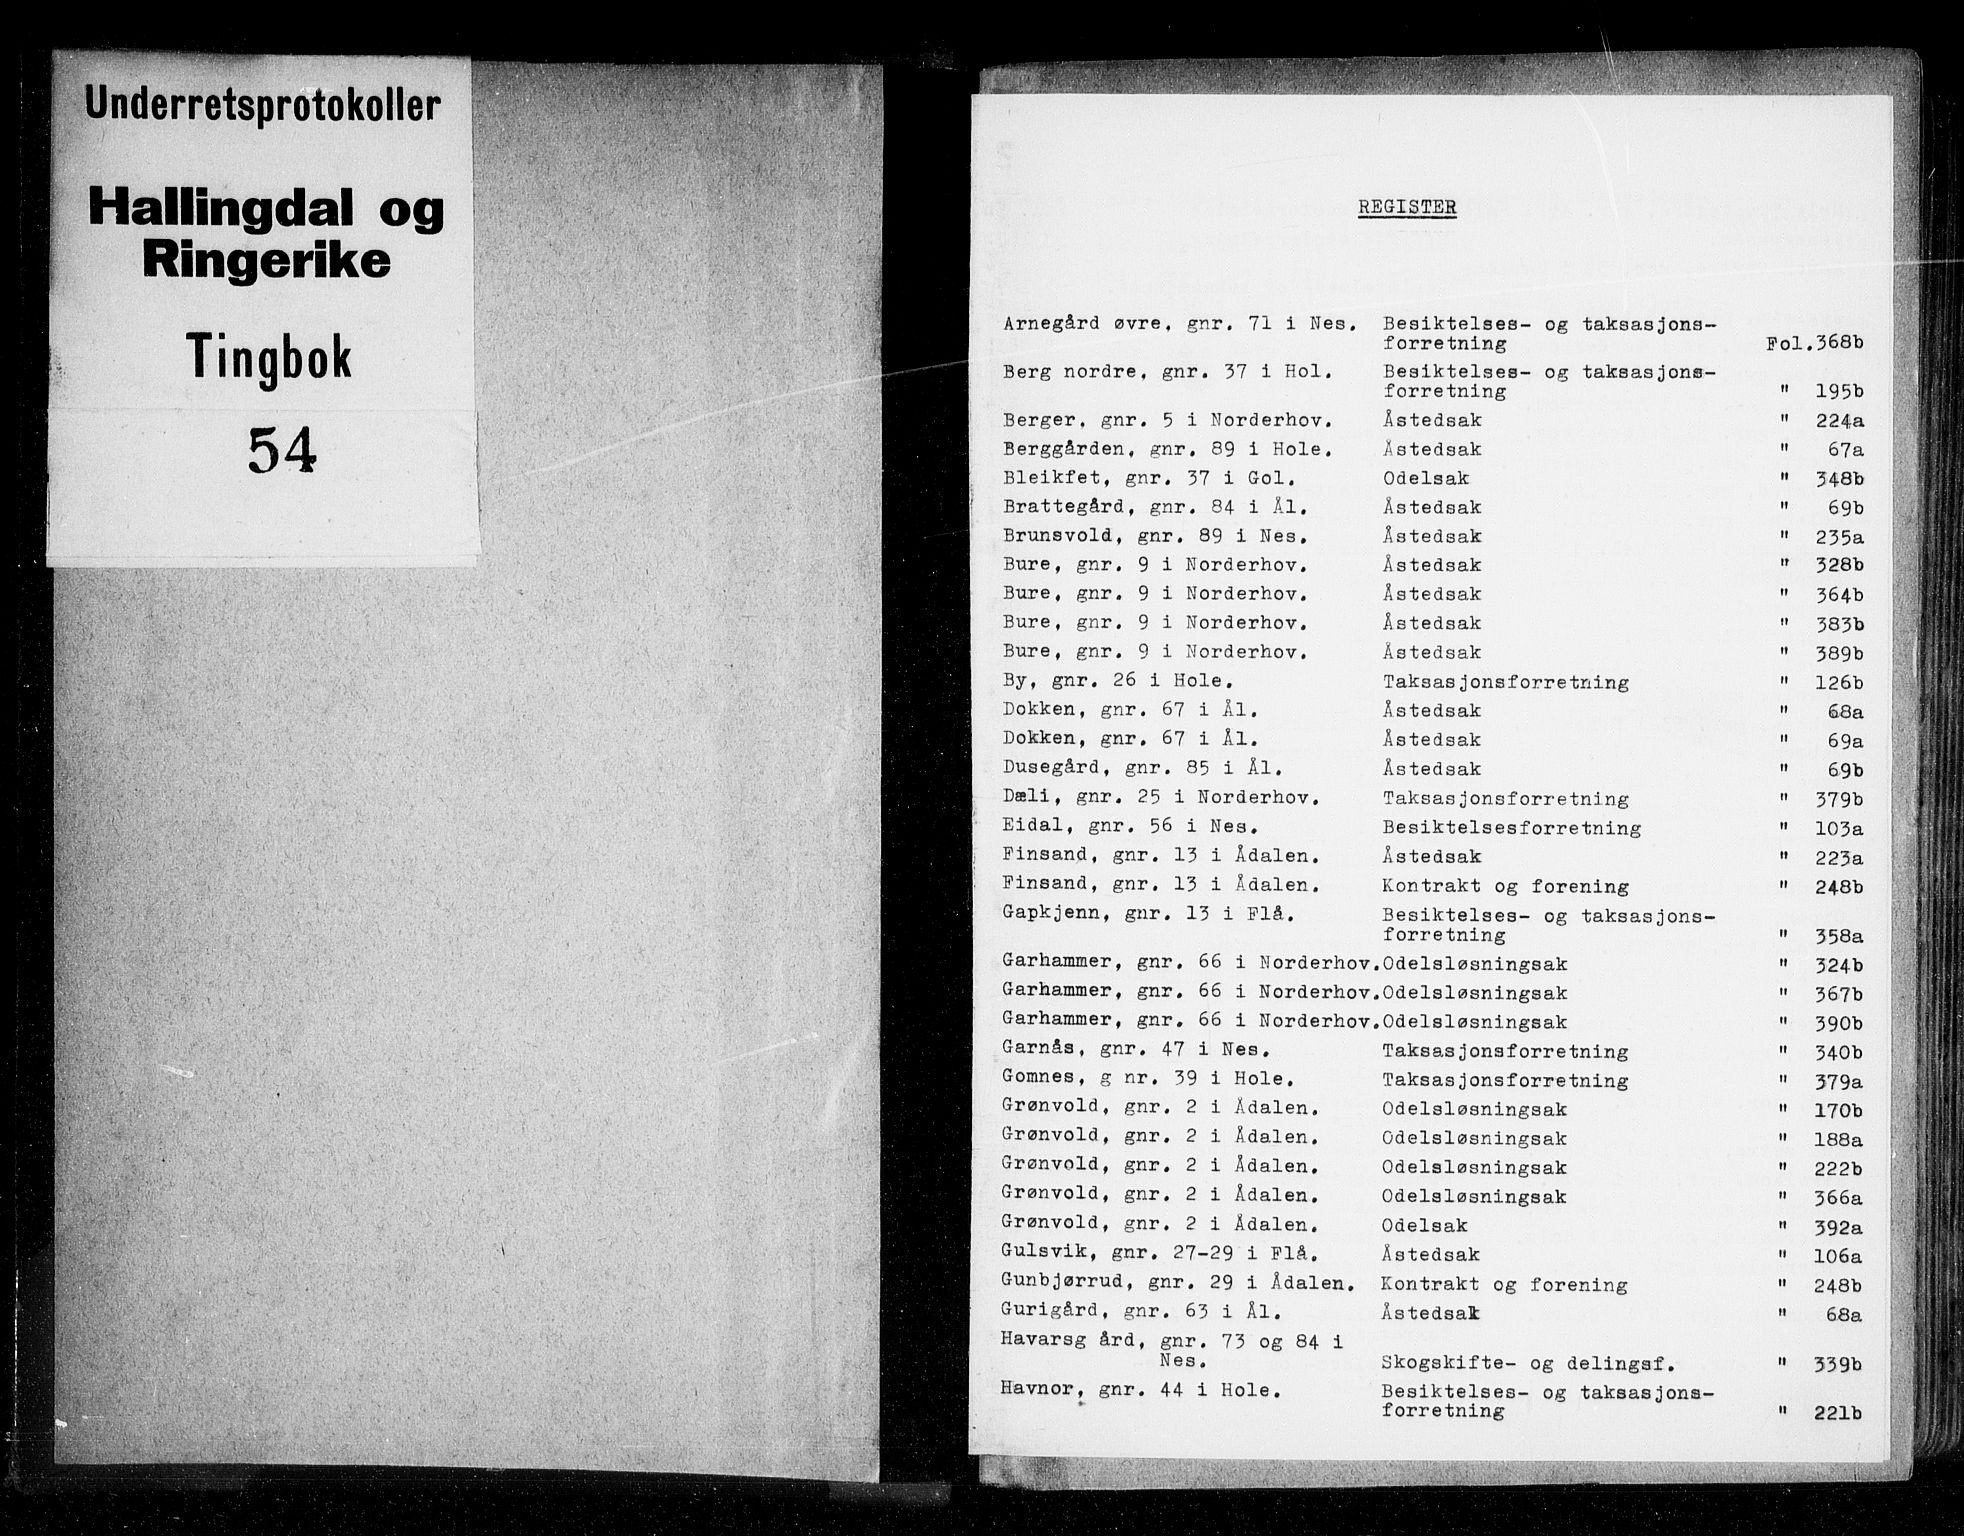 Underretsprotokoller
Hallingdal og
Ringerike
Tingbok
54
REGISTER
Arnegård øvre, gnr. 71 i Nes. Besiktelses- og taksasjons-
forretning Fol.368b
Berg nordre, gnr. 37 i Hol. Besiktelses- og taksasjons-
forretning " 195b
Berger, gnr. 5 i Norderhov. Åstedsak " 224a
Berggården, gnr. 89 i Hole. Åstedsak " 67a
Bleikfet, gnr. 37 i Gol. Odelsak " 348b
Brattegård, gnr. 84 i Ål. Åstedsak " 69b
Brunsvold, gnr. 89 i Nes. Åstedsak " 235a
Bure, gnr. 9 i Norderhov. Åstedsak " 328b
Bure, gnr. 9 i Norderhov. Åstedsak " 364b
Bure, gnr. 9 i Norderhov. Åstedsak " 383b
Bure, gnr. 9 i Norderhov. Åstedsak " 389b
By, gnr. 26 i Hole. Taksasjonsforretning " 126b
Dokken, gnr. 67 i Ål. Åstedsak " 68a
Dokken, gnr. 67 i Ål. Åstedsak " 69a
Dusegård, gnr. 85 i Ål. Åstedsak " 69b
Dæli, gnr. 25 i Norderhov. Taksasjonsforretning " 379b
Eidal, gnr. 56 i Nes. Besiktelsesforretning " 103a
Finsand, gnr. 13 i Ådalen. Åstedsak " 223a
Finsand, gnr. 13 i Ådalen. Kontrakt og forening " 248b
Gapkjenn, gnr. 13 i Flå. Besiktelses- og taksasjons-
forretning " 358a
Garhammer, gnr. 66 i Norderhov.Odelsløsningsak " 324b
Garhammer, gnr. 66 i Norderhov.Odelsløsningsak " 367b
Garhammer, gnr. 66 i Norderhov.Odelsløsningsak " 390b
Garnås, gnr. 47 i Nes. Taksasjonsforretning " 340b
Gomnes, g nr. 39 i Hole. Taksasjonsforretning " 379a
Grønvold, gnr. 2 i Ådalen. Odelsløsningsak " 170b
Grønvold, gnr. 2 i Ådalen. Odelsløsningsak " 188a
Grønvold, gnr. 2 i Ådalen. Odelsløsningsak " 222b
Grønvold, gnr. 2 i Ådalen. Odelsløsningsak " 366a
Grønvold, gnr. 2 i Ådalen. Odelsak " 392a
Gulsvik, gnr. 27-29 i Flå. Åstedsak " 106a
Gunbjørrud, gnr. 29 i Ådalen. Kontrakt og forening " 248b
Gurigård, gnr. 63 i Ål. Åstedsak " 68a
Havarsg ård, gnr. 73 og 84 i
Nes. Skogskifte- og delingsf. " 339b
Havnor, gnr. 44 i Hole. Besiktelses- og taksasjons-
forretning " 221b